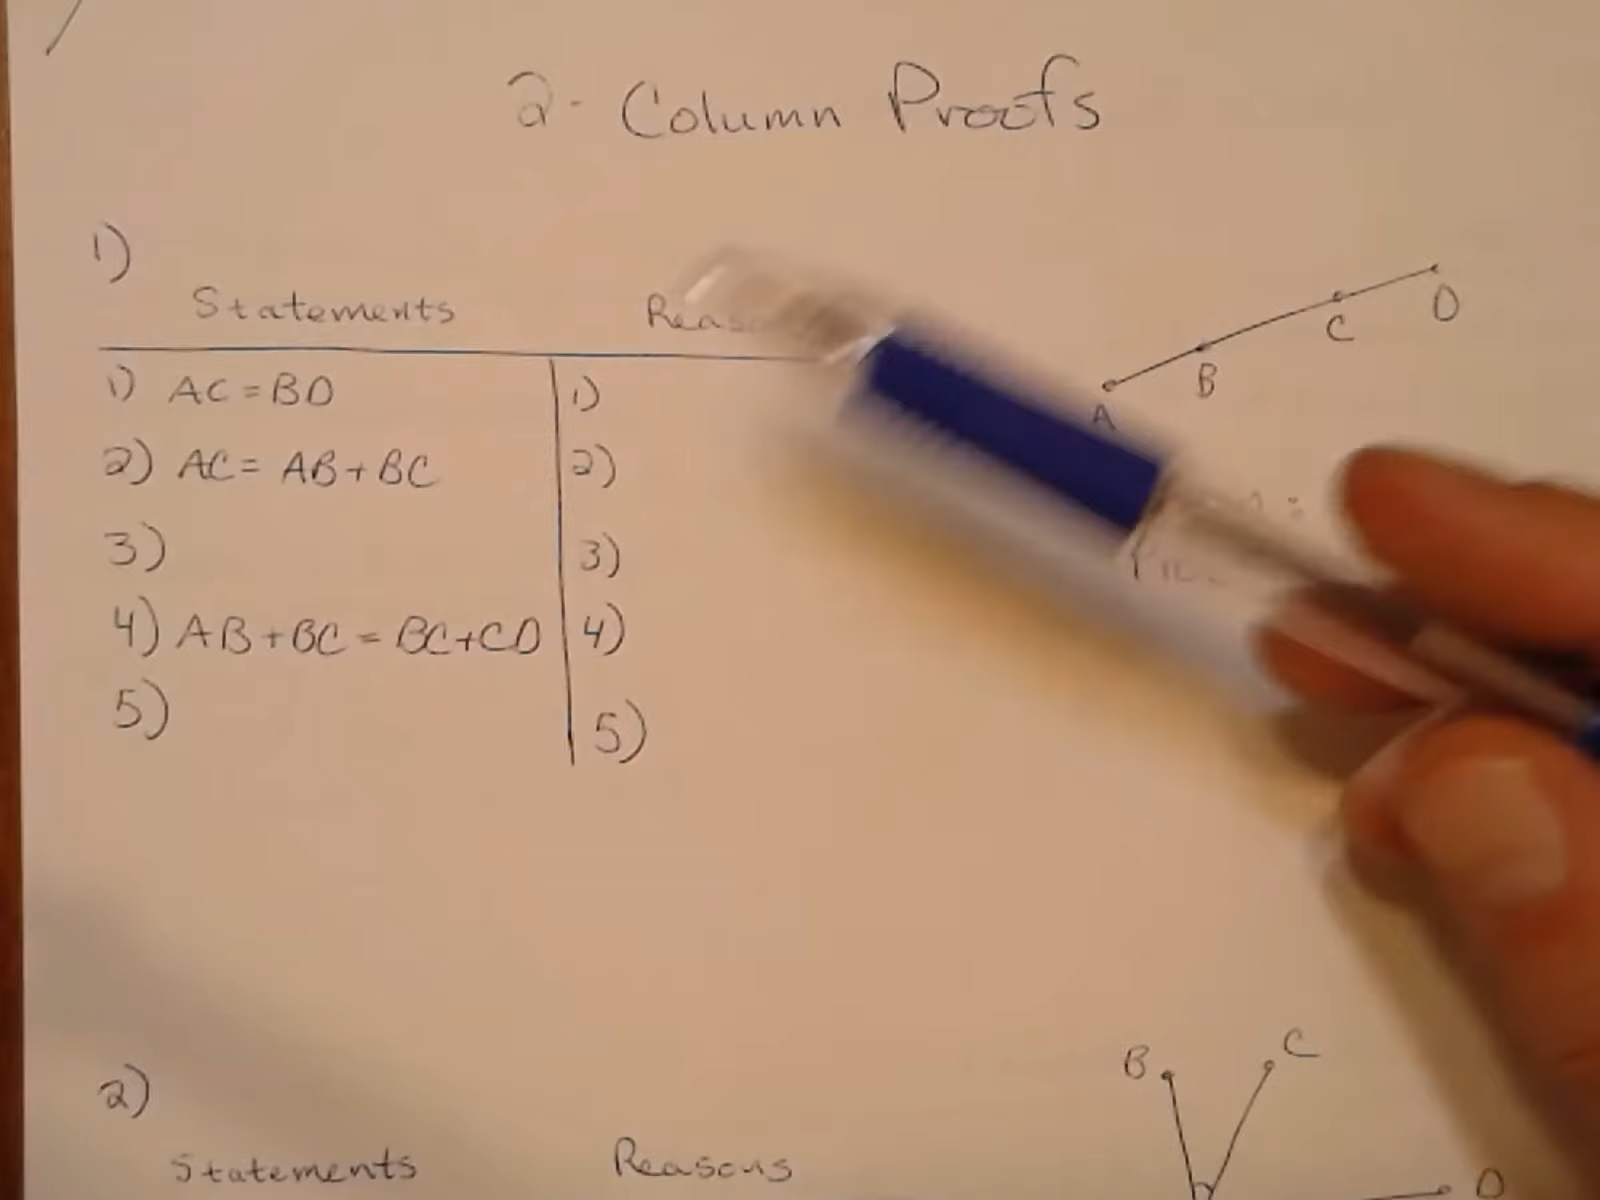 2- Column Proofs
1)
Statements
1) AC = BD 1)
2) AC = AB + BC 2)
3) 3)
4) AB + BC = BC + CD 4)
5) 5)
A B C D
2)
Statements Reasons
B C
D